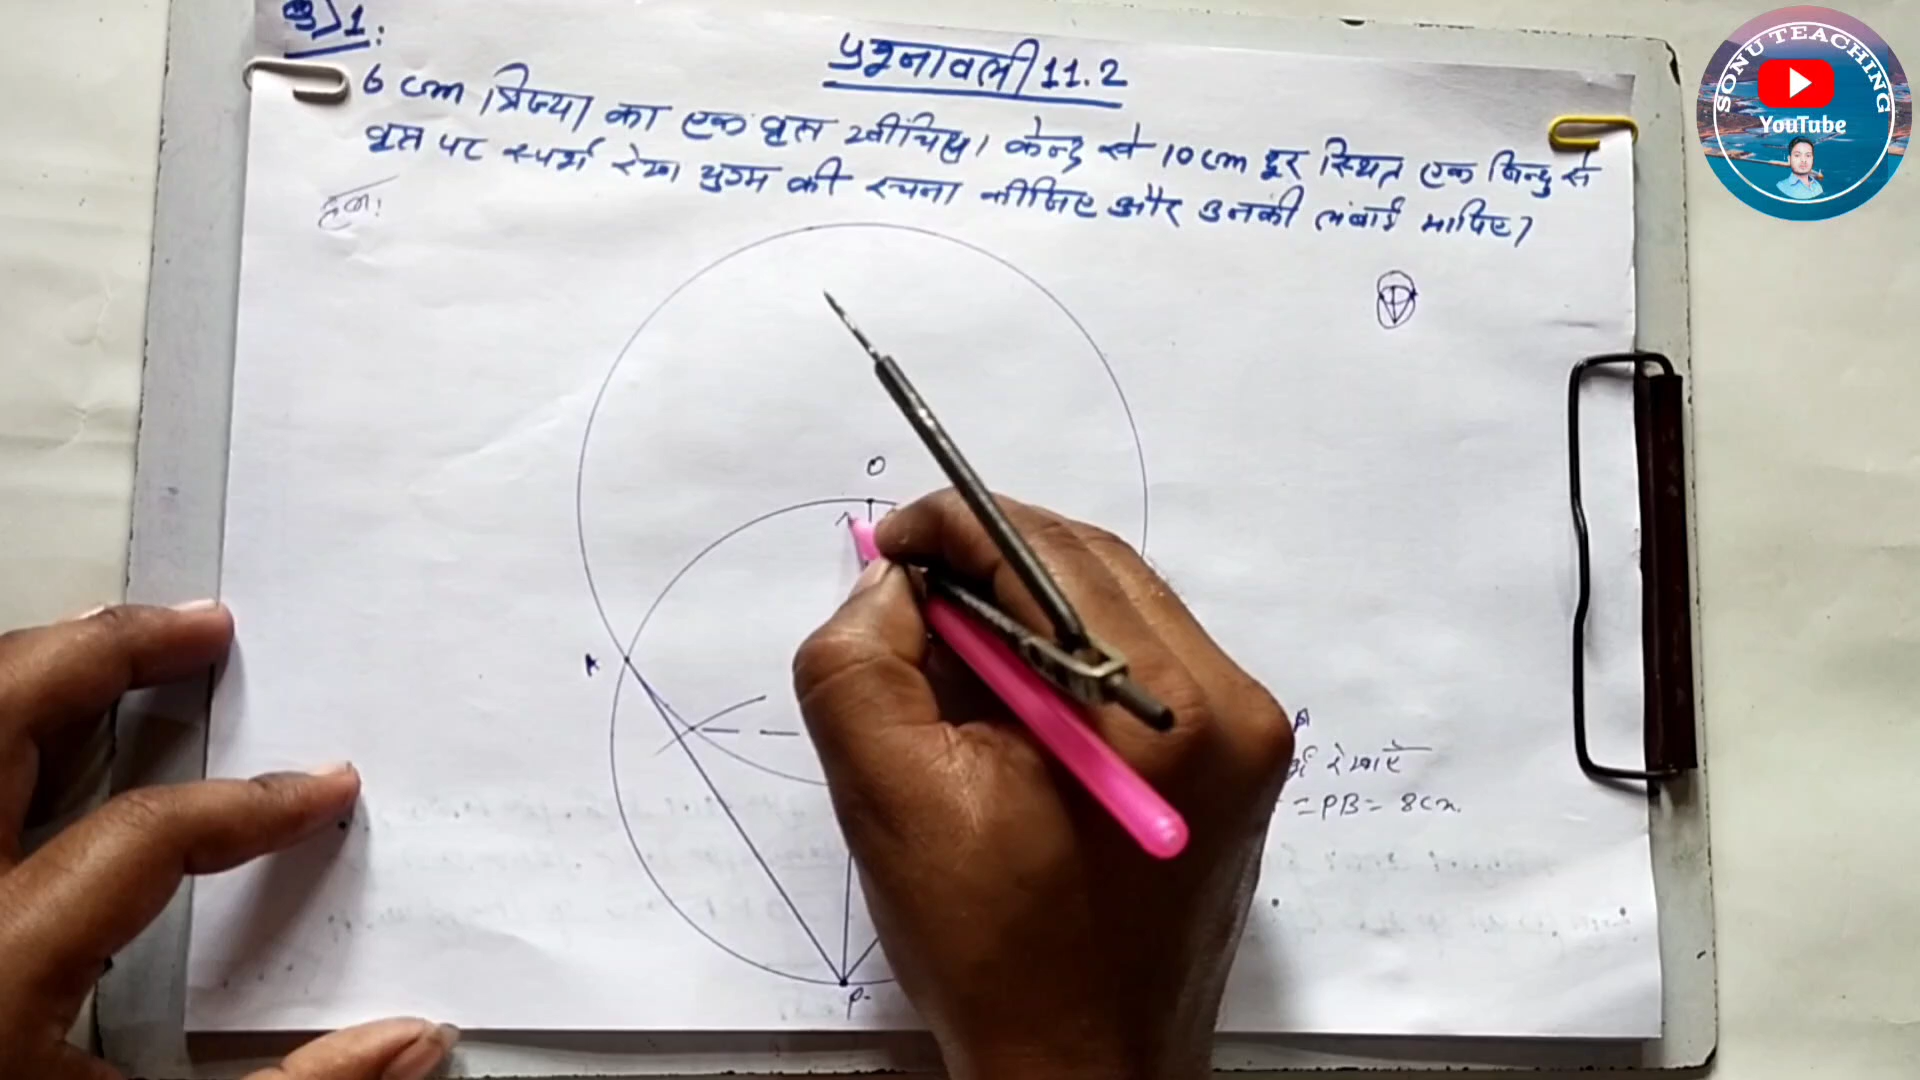 प्र>1:
प्रश्नावली 11.2
6 cm त्रिज्या का एक वृत्त खींचिए। केन्द्र से 10 cm दूर स्थित एक बिन्दु से
वृत्त पर स्पर्श रेखा युग्म की रचना कीजिए और उनकी लंबाई मापिए।
हल:
O
A
रेखाएँ
= PB = 8cm.
P
SONU TEACHING
YouTube